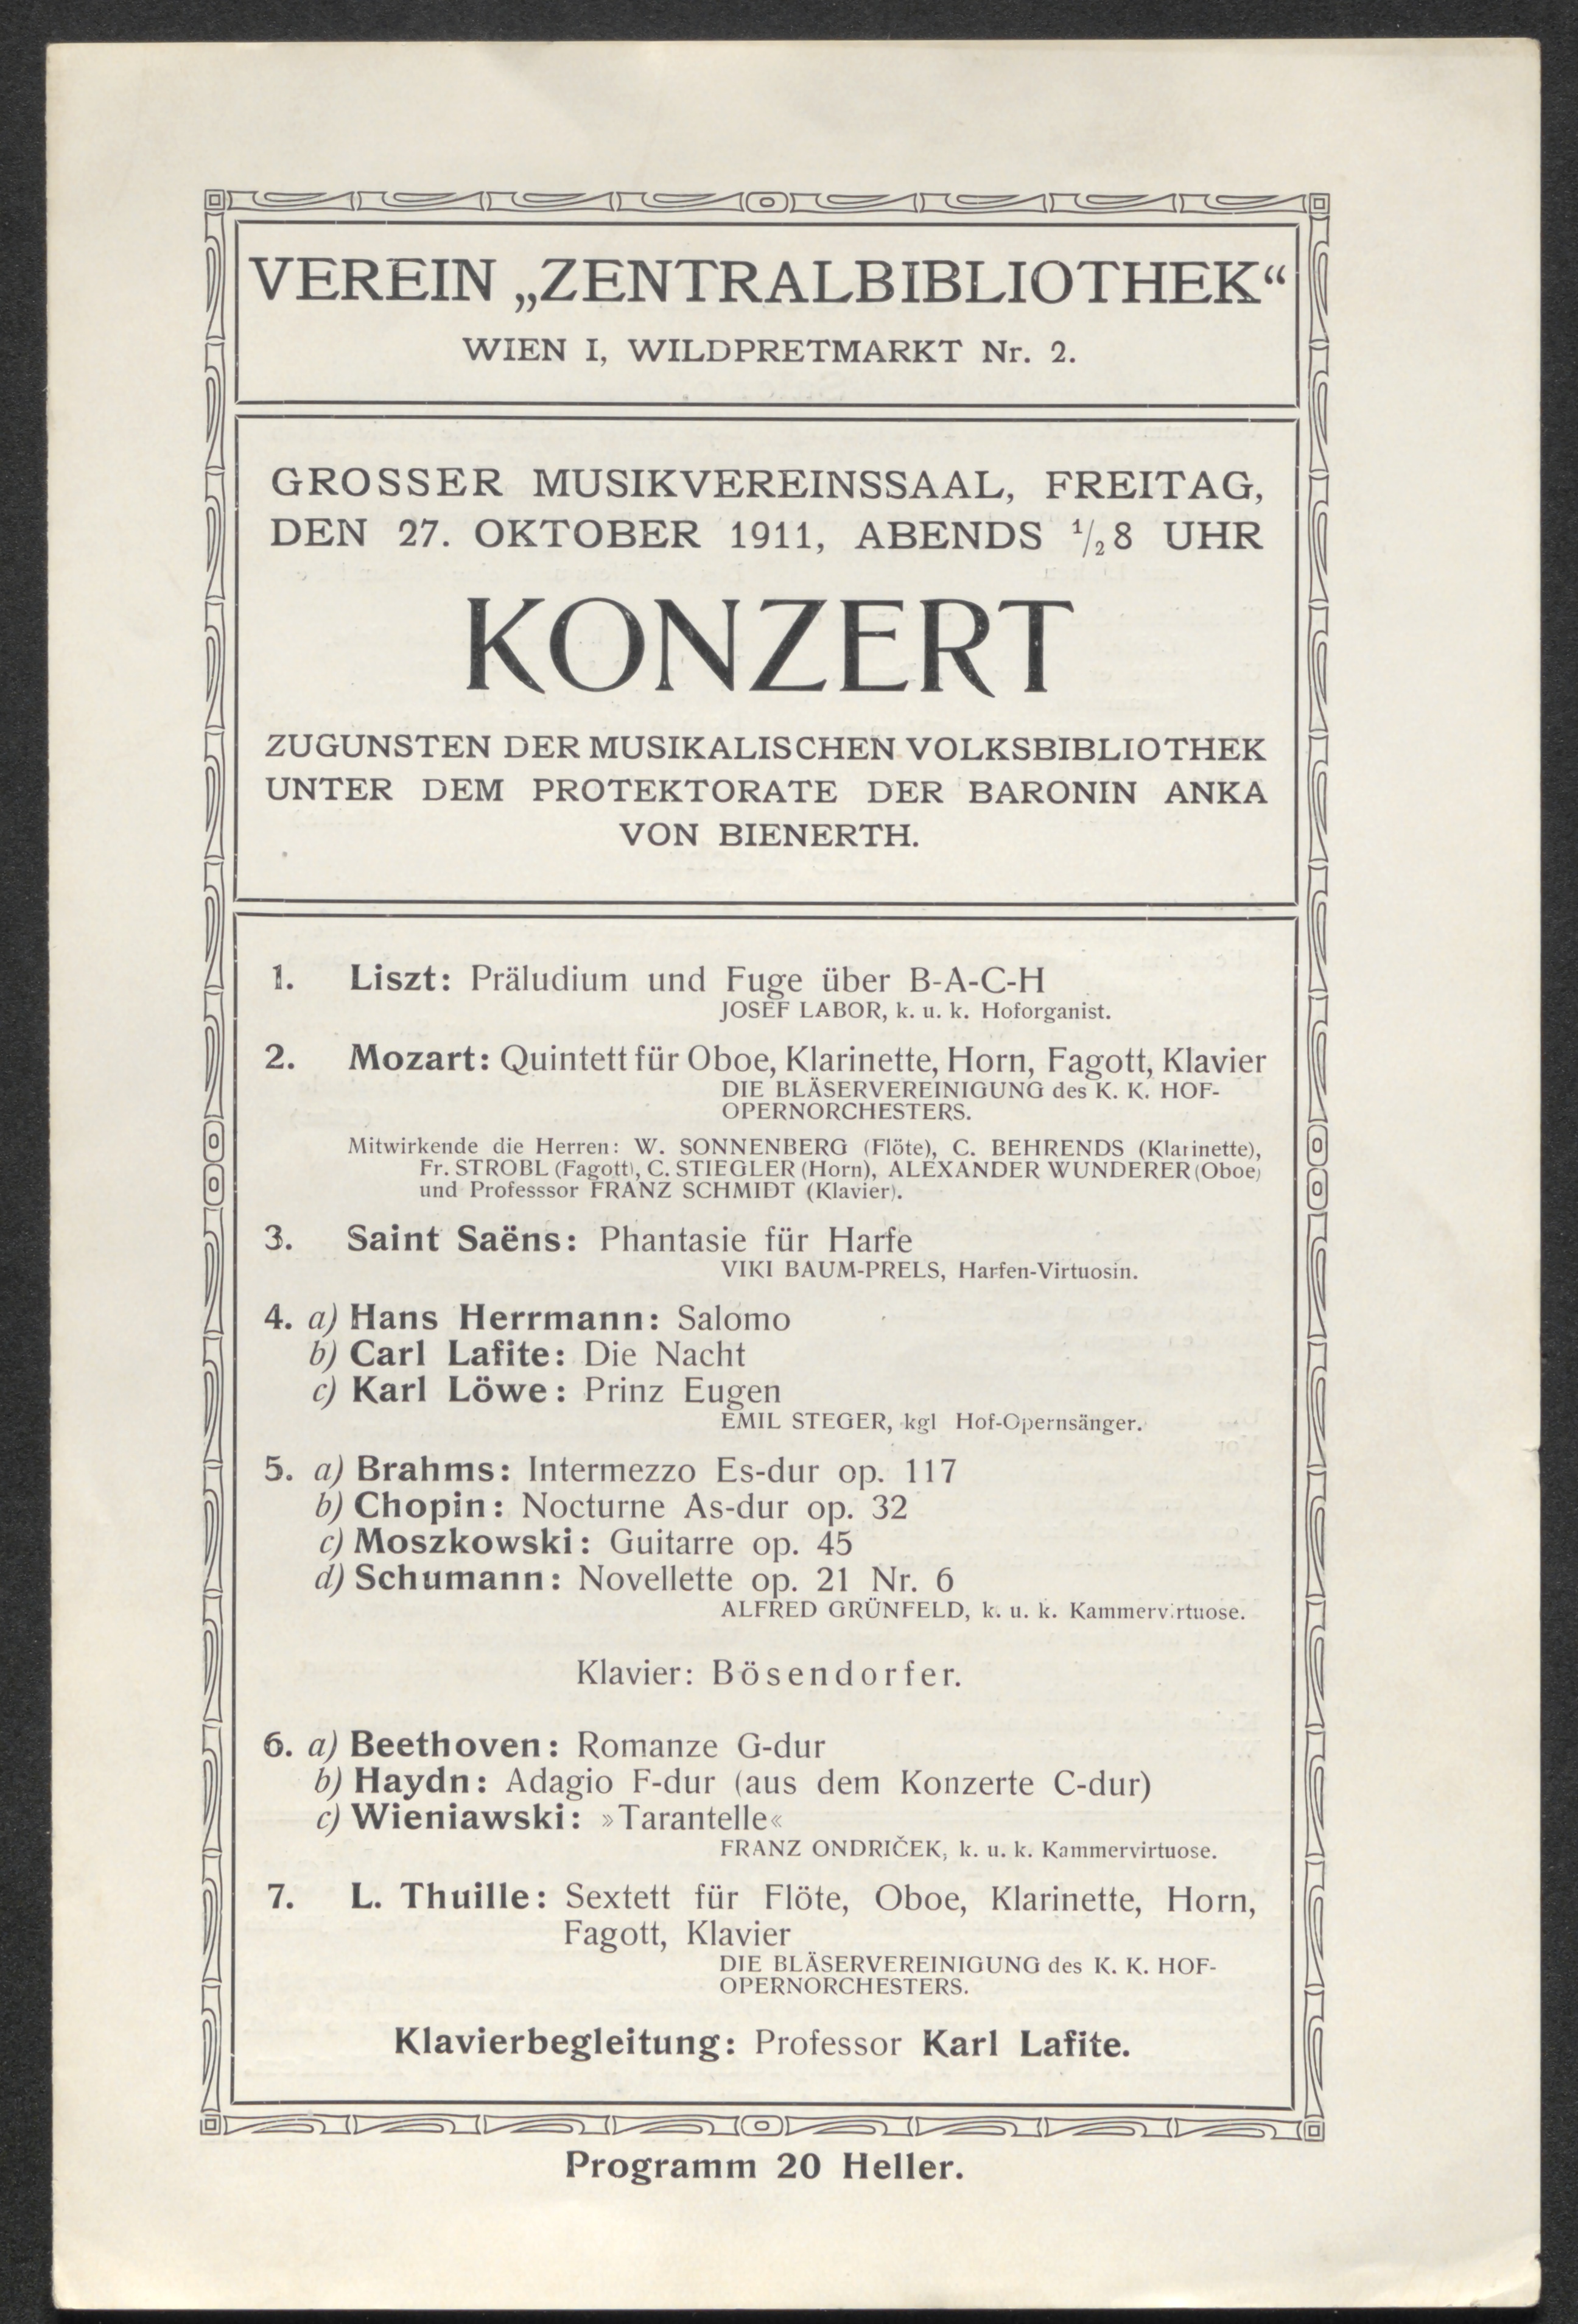 VEREIN „ZENTRALBIBLIOTHEK“
WIEN I, WILDPRETMARKT Nr. 2.
GROSSER MUSIKVEREINSSAAL, FREITAG,
DEN 27. OKTOBER 1911, ABENDS 1/2 8 UHR
KONZERT
ZUGUNSTEN DER MUSIKALISCHEN VOLKSBIBLIOTHEK
UNTER DEM PROTEKTORATE DER BARONIN ANKA
VON BIENERTH.
1. Liszt: Präludium und Fuge über B-A-C-H
JOSEF LABOR, k. u. k. Hoforganist.
2. Mozart: Quintett für Oboe, Klarinette, Horn, Fagott, Klavier
DIE BLÄSERVEREINIGUNG des K. K. HOF-
OPERNORCHESTERS.
Mitwirkende die Herren: W. SONNENBERG (Flöte), C. BEHRENDS (Klarinette),
Fr. STROBL (Fagott), C. STIEGLER (Horn), ALEXANDER WUNDERER (Oboe)
und Professsor FRANZ SCHMIDT (Klavier).
3. Saint Saëns: Phantasie für Harfe
VIKI BAUM-PRELS, Harfen-Virtuosin.
4. a) Hans Herrmann: Salomo
b) Carl Lafite: Die Nacht
c) Karl Löwe: Prinz Eugen
EMIL STEGER, kgl Hof-Opernsänger.
5. a) Brahms: Intermezzo Es-dur op. 117
b) Chopin: Nocturne As-dur op. 32
c) Moszkowski: Guitarre op. 45
d) Schumann: Novellette op. 21 Nr. 6
ALFRED GRÜNFELD, k. u. k. Kammervirtuose.
Klavier: Bösendorfer.
6. a) Beethoven: Romanze G-dur
b) Haydn: Adagio F-dur (aus dem Konzerte C-dur)
c) Wieniawski: »Tarantelle«
FRANZ ONDRIČEK, k. u. k. Kammervirtuose.
7. L. Thuille: Sextett für Flöte, Oboe, Klarinette, Horn,
Fagott, Klavier
DIE BLÄSERVEREINIGUNG des K. K. HOF-
OPERNORCHESTERS.
Klavierbegleitung: Professor Karl Lafite.
Programm 20 Heller.